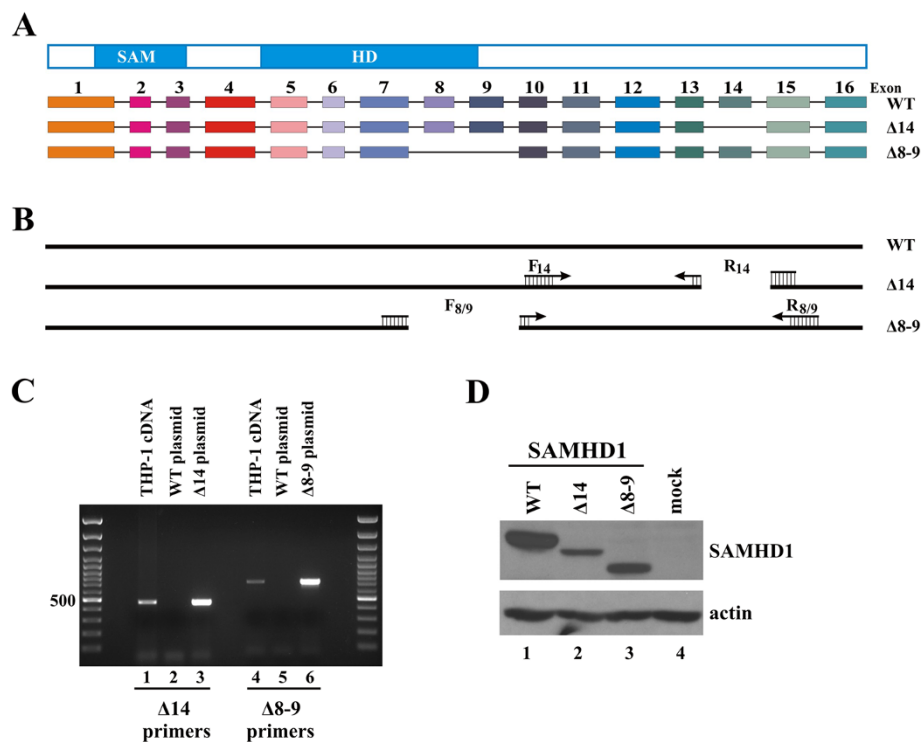 A
SAM HD
1 2 3 4 5 6 7 8 9 10 11 12 13 14 15 16 Exon
WT
Δ14
Δ8-9
B
WT
F14 R14
Δ14
F8/9 R8/9
Δ8-9
C
THP-1 cDNA
WT plasmid
Δ14 plasmid
THP-1 cDNA
WT plasmid
Δ8-9 plasmid
500
1 2 3 4 5 6
Δ14 primers
Δ8-9 primers
D
SAMHD1
WT
Δ14
Δ8-9
mock
SAMHD1
actin
1 2 3 4